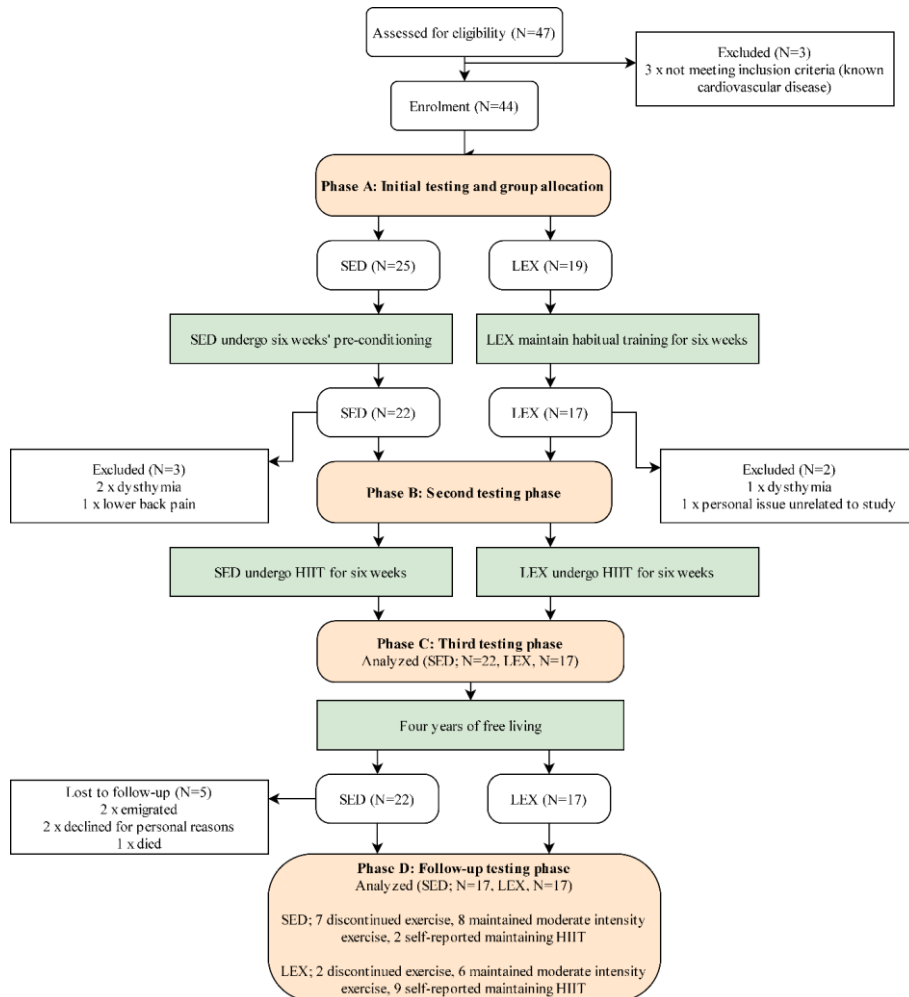 Assessed for eligibility (N=47)
Excluded (N=3)
3 x not meeting inclusion criteria (known
cardiovascular disease)
Enrolment (N=44)
Phase A: Initial testing and group allocation
SED (N=25)
LEX (N=19)
SED undergo six weeks' pre-conditioning
LEX maintain habitual training for six weeks
SED (N=22)
LEX (N=17)
Excluded (N=3)
2 x dysthymia
1 x lower back pain
Excluded (N=2)
1 x dysthymia
1 x personal issue unrelated to study
Phase B: Second testing phase
SED undergo HIIT for six weeks
LEX undergo HIIT for six weeks
Phase C: Third testing phase
Analyzed (SED; N=22, LEX, N=17)
Four years of free living
Lost to follow-up (N=5)
2 x emigrated
2 x declined for personal reasons
1 x died
SED (N=22)
LEX (N=17)
Phase D: Follow-up testing phase
Analyzed (SED; N=17, LEX, N=17)
SED; 7 discontinued exercise, 8 maintained moderate intensity
exercise, 2 self-reported maintaining HIIT
LEX; 2 discontinued exercise, 6 maintained moderate intensity
exercise, 9 self-reported maintaining HIIT